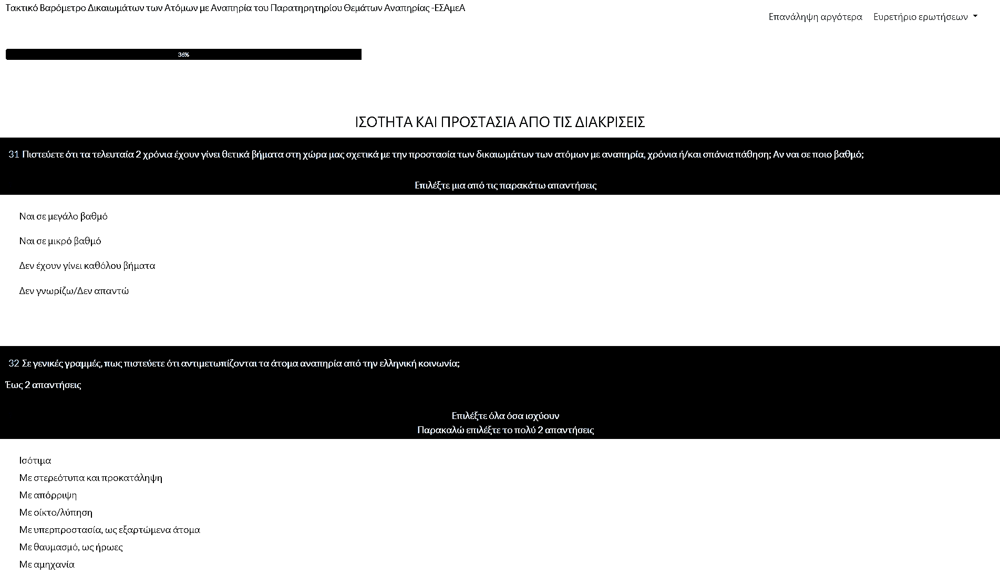 Τακτικό Βαρόμετρο Δικαιωμάτων των Ατόμων με Αναπηρία του Παρατηρητηρίου Θεμάτων Αναπηρίας -ΕΣΑμεΑ
Επανάληψη αργότερα Ευρετήριο ερωτήσεων
36%
ΙΣΟΤΗΤΑ ΚΑΙ ΠΡΟΣΤΑΣΙΑ ΑΠΟ ΤΙΣ ΔΙΑΚΡΙΣΕΙΣ
31 Πιστεύετε ότι τα τελευταία 2 χρόνια έχουν γίνει θετικά βήματα στη χώρα μας σχετικά με την προστασία των δικαιωμάτων των ατόμων με αναπηρία, χρόνια ή/και σπάνια πάθηση; Αν ναι σε ποιο βαθμό;
Επιλέξτε μια από τις παρακάτω απαντήσεις
Ναι σε μεγάλο βαθμό
Ναι σε μικρό βαθμό
Δεν έχουν γίνει καθόλου βήματα
Δεν γνωρίζω/Δεν απαντώ
32 Σε γενικές γραμμές, πως πιστεύετε ότι αντιμετωπίζονται τα άτομα αναπηρία από την ελληνική κοινωνία;
Έως 2 απαντήσεις
Επιλέξτε όλα όσα ισχύουν
Παρακαλώ επιλέξτε το πολύ 2 απαντήσεις
Ισότιμα
Με στερεότυπα και προκατάληψη
Με απόρριψη
Με οίκτο/λύπηση
Με υπερπροστασία, ως εξαρτώμενα άτομα
Με θαυμασμό, ως ήρωες
Με αμηχανία